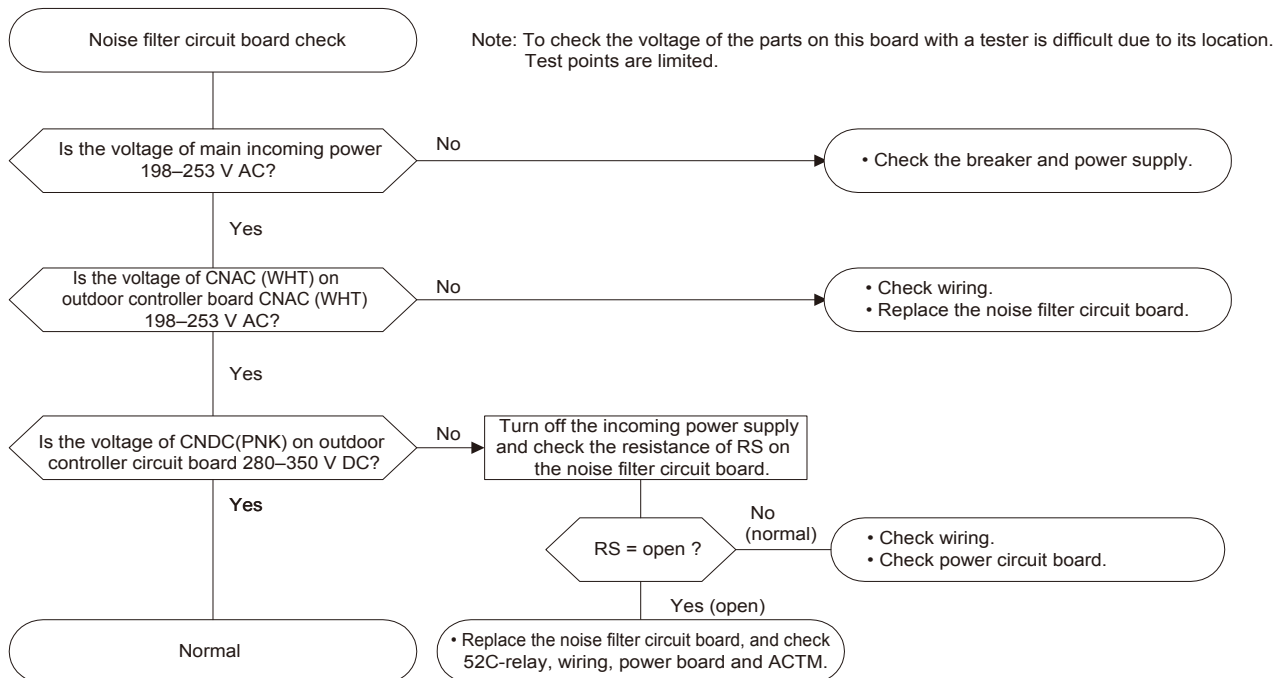 Noise filter circuit board check
Note: To check the voltage of the parts on this board with a tester is difficult due to its location.
Test points are limited.
Is the voltage of main incoming power
198–253 V AC?
No
• Check the breaker and power supply.
Yes
Is the voltage of CNAC (WHT) on
outdoor controller board CNAC (WHT)
198–253 V AC?
No
• Check wiring.
• Replace the noise filter circuit board.
Yes
Is the voltage of CNDC(PNK) on outdoor
controller circuit board 280–350 V DC?
No
Turn off the incoming power supply
and check the resistance of RS on
the noise filter circuit board.
Yes
RS = open ?
No
(normal)
• Check wiring.
• Check power circuit board.
Yes (open)
Normal
• Replace the noise filter circuit board, and check
52C-relay, wiring, power board and ACTM.